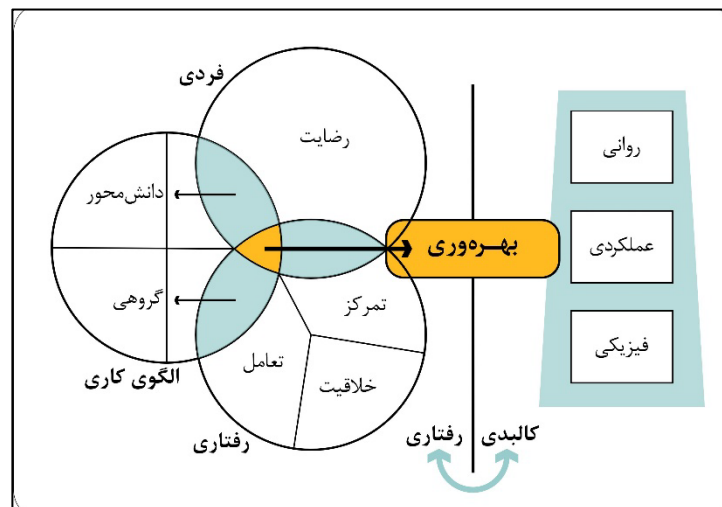 فردی
رضایت
روانی
دانش‌محور
بهره‌وری
عملکردی
گروهی
تمرکز
فیزیکی
تعامل
الگوی کاری
خلاقیت
رفتاری
رفتاری
کالبدی